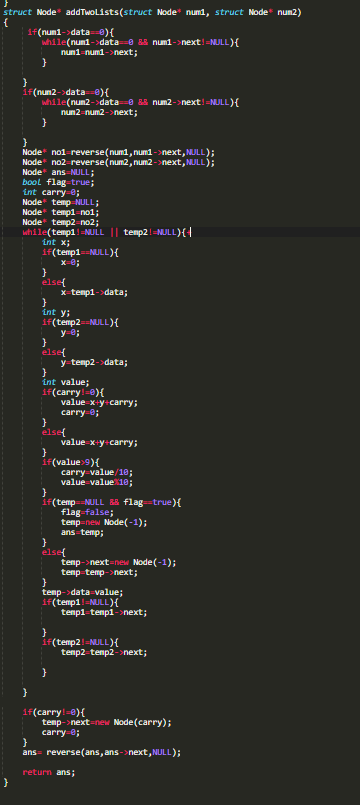 }
struct Node* addTwoLists(struct Node* num1, struct Node* num2)
{
if(num1->data==0){
while(num1->data==0 && num1->next!=NULL){
num1=num1->next;
}
}
if(num2->data==0){
while(num2->data==0 && num2->next!=NULL){
num2=num2->next;
}
}
Node* no1=reverse(num1,num1->next,NULL);
Node* no2=reverse(num2,num2->next,NULL);
Node* ans=NULL;
bool flag=true;
int carry=0;
Node* temp=NULL;
Node* temp1=no1;
Node* temp2=no2;
while(temp1!=NULL || temp2!=NULL){
int x;
if(temp1==NULL){
x=0;
}
else{
x=temp1->data;
}
int y;
if(temp2==NULL){
y=0;
}
else{
y=temp2->data;
}
int value;
if(carry!=0){
value=x+y+carry;
carry=0;
}
else{
value=x+y+carry;
}
if(value>9){
carry=value/10;
value=value%10;
}
if(temp==NULL && flag==true){
flag=false;
temp=new Node(-1);
ans=temp;
}
else{
temp->next=new Node(-1);
temp=temp->next;
}
temp->data=value;
if(temp1!=NULL){
temp1=temp1->next;
}
if(temp2!=NULL){
temp2=temp2->next;
}
}
if(carry!=0){
temp->next=new Node(carry);
carry=0;
}
ans= reverse(ans,ans->next,NULL);
return ans;
}